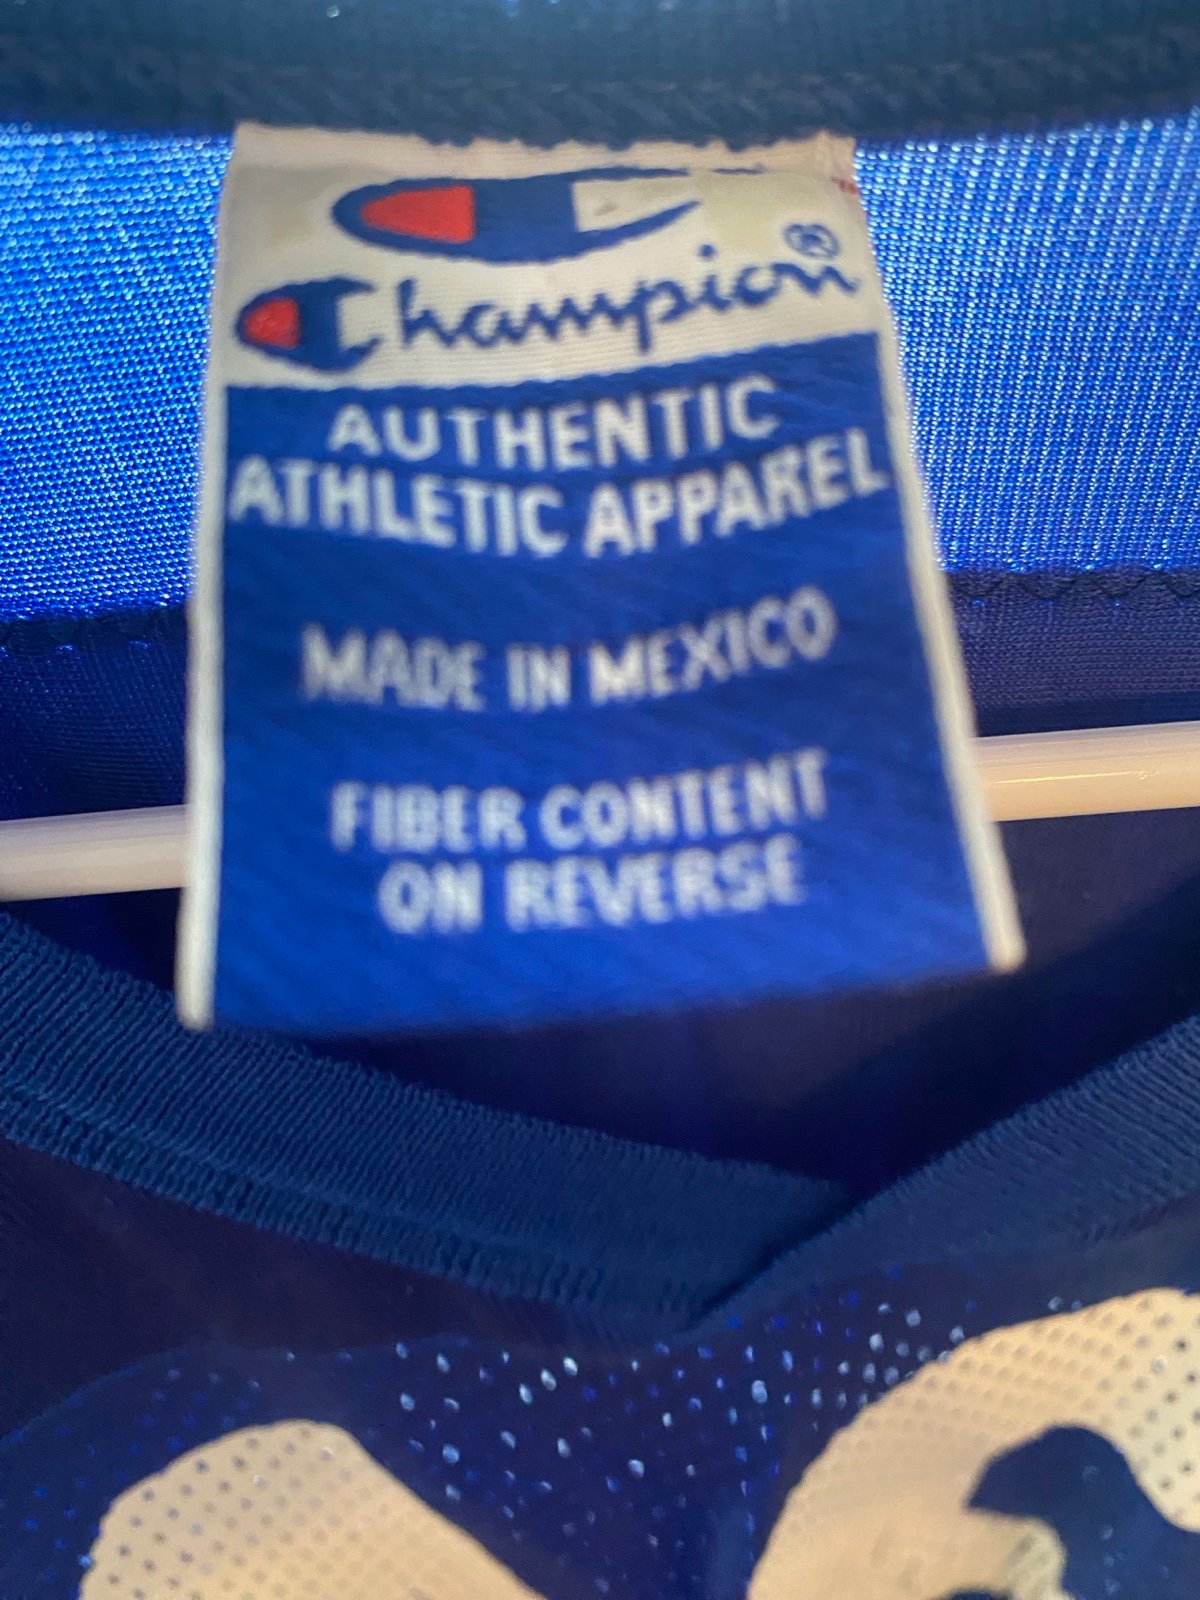 Champion®
AUTHENTIC
ATHLETIC APPAREL
MADE IN MEXICO
FIBER CONTENT
ON REVERSE